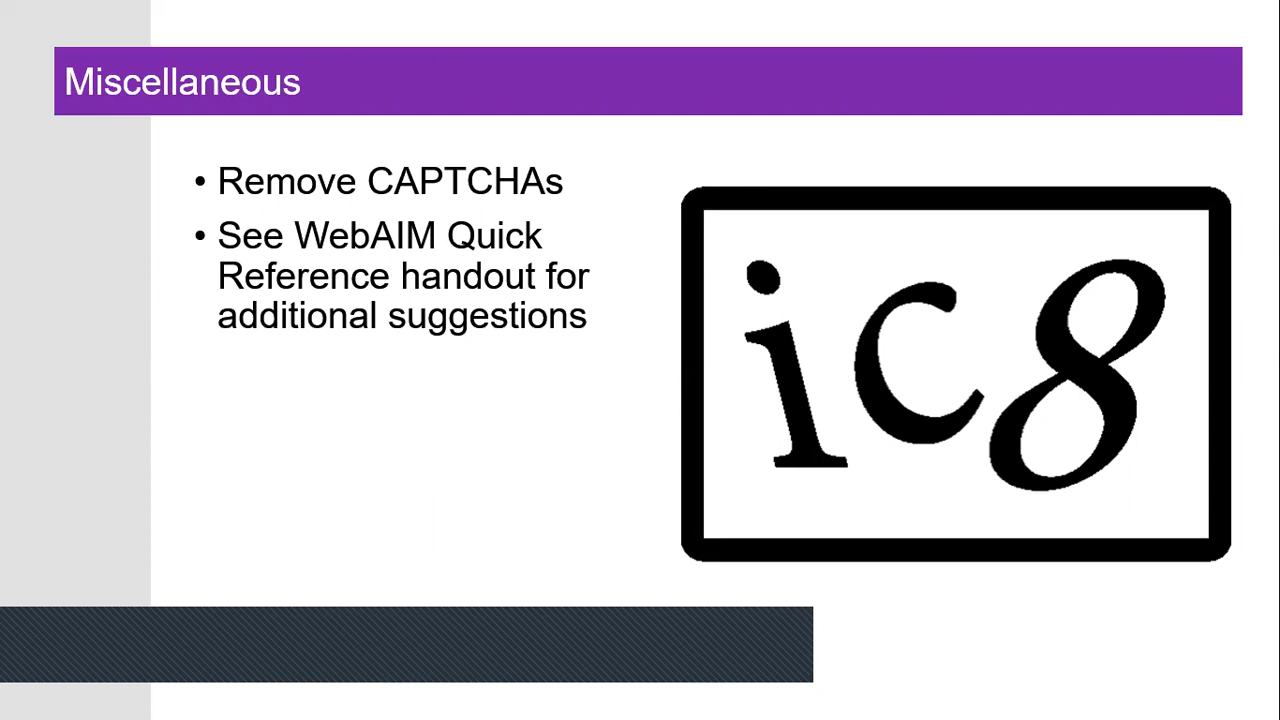 Miscellaneous
• Remove CAPTCHAs
• See WebAIM Quick
Reference handout for
additional suggestions
ic8